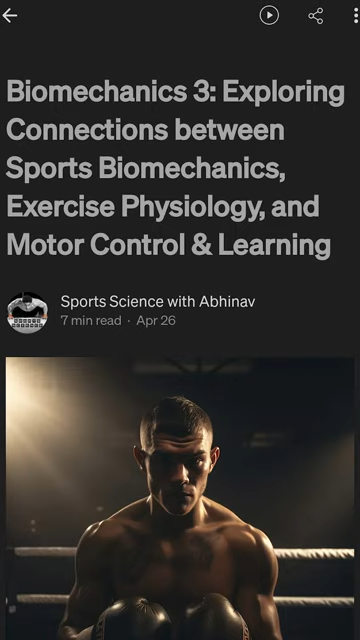 Biomechanics 3: Exploring
Connections between
Sports Biomechanics,
Exercise Physiology, and
Motor Control & Learning
Sports Science with Abhinav
7 min read · Apr 26